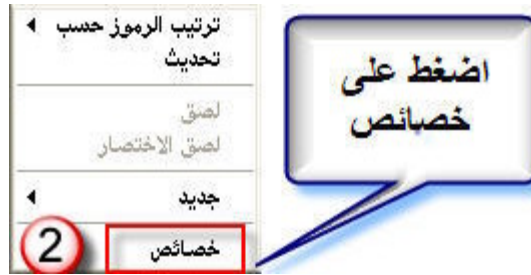 ترتيب الرموز حسب
تحديث
لصق
لصق الاختصار
جديد
خصائص
2
اضغط على
خصائص